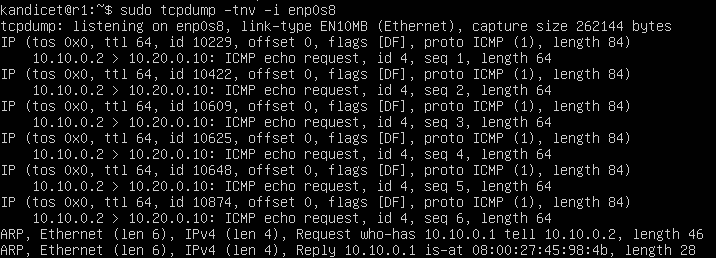 kandicet@r1:~$ sudo tcpdump -tnv -i enp0s8
tcpdump: listening on enp0s8, link-type EN10MB (Ethernet), capture size 262144 bytes
IP (tos 0x0, ttl 64, id 10229, offset 0, flags [DF], proto ICMP (1), length 84)
    10.10.0.2 > 10.20.0.10: ICMP echo request, id 4, seq 1, length 64
IP (tos 0x0, ttl 64, id 10422, offset 0, flags [DF], proto ICMP (1), length 84)
    10.10.0.2 > 10.20.0.10: ICMP echo request, id 4, seq 2, length 64
IP (tos 0x0, ttl 64, id 10609, offset 0, flags [DF], proto ICMP (1), length 84)
    10.10.0.2 > 10.20.0.10: ICMP echo request, id 4, seq 3, length 64
IP (tos 0x0, ttl 64, id 10625, offset 0, flags [DF], proto ICMP (1), length 84)
    10.10.0.2 > 10.20.0.10: ICMP echo request, id 4, seq 4, length 64
IP (tos 0x0, ttl 64, id 10648, offset 0, flags [DF], proto ICMP (1), length 84)
    10.10.0.2 > 10.20.0.10: ICMP echo request, id 4, seq 5, length 64
IP (tos 0x0, ttl 64, id 10874, offset 0, flags [DF], proto ICMP (1), length 84)
    10.10.0.2 > 10.20.0.10: ICMP echo request, id 4, seq 6, length 64
ARP, Ethernet (len 6), IPv4 (len 4), Request who-has 10.10.0.1 tell 10.10.0.2, length 46
ARP, Ethernet (len 6), IPv4 (len 4), Reply 10.10.0.1 is-at 08:00:27:45:98:4b, length 28